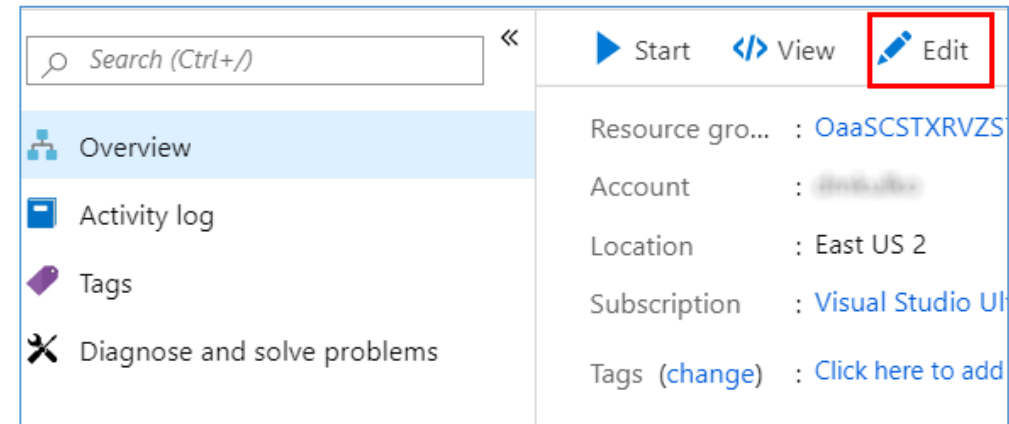 Search (Ctrl+/)
«
Overview
Activity log
Tags
Diagnose and solve problems
Start </> View Edit
Resource gro... : OaaSCSTXRVZS
Account :
Location : East US 2
Subscription : Visual Studio Ul
Tags (change) : Click here to add